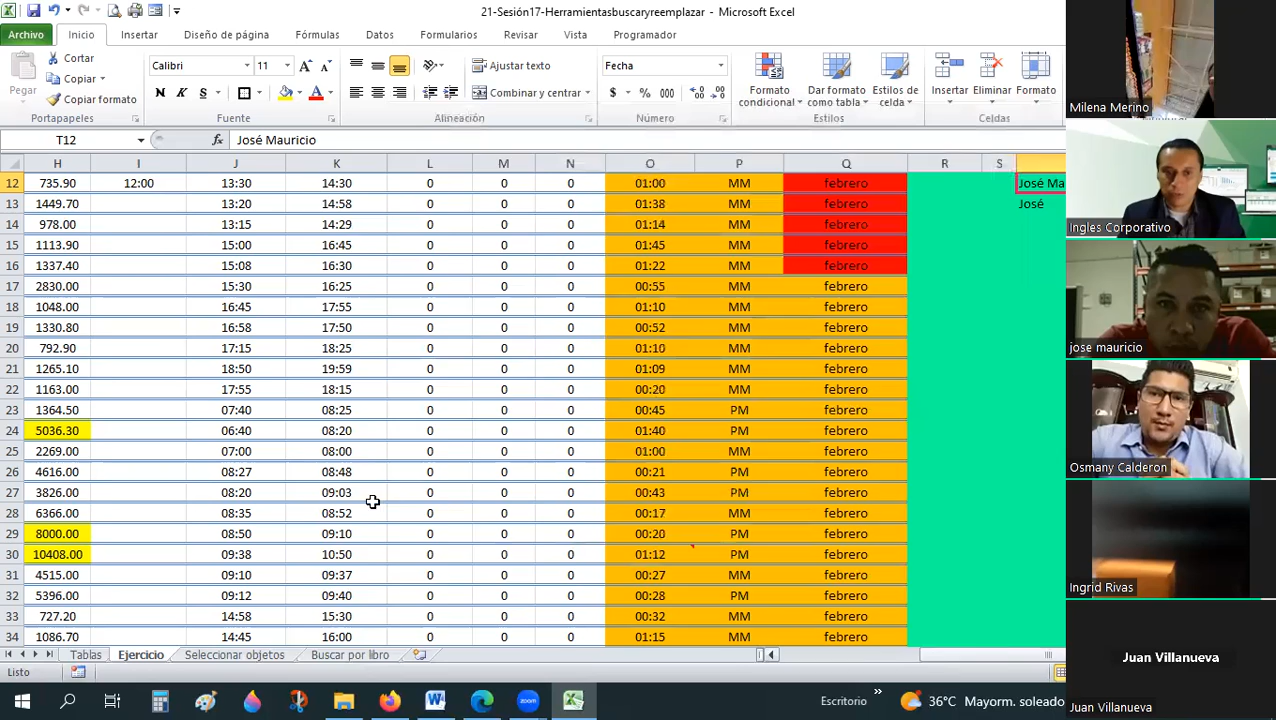 21-Sesión17-Herramientasbuscaryreemplazar - Microsoft Excel
Archivo Inicio Insertar Diseño de página Fórmulas Datos Formularios Revisar Vista Programador
Pegar
Cortar
Copiar
Copiar formato
Portapapeles
Calibri 11
N K S
Fuente
Ajustar texto
Combinar y centrar
Alineación
Fecha
$ % 000
Número
Formato condicional
Dar formato como tabla
Estilos de celda
Estilos
Insertar Eliminar Formato
Celdas
T12 fx José Mauricio
H I J K L M N O P Q R S
12 735.90 12:00 13:30 14:30 0 0 0 01:00 MM febrero José Ma
13 1449.70 13:20 14:58 0 0 0 01:38 MM febrero José
14 978.00 13:15 14:29 0 0 0 01:14 MM febrero
15 1113.90 15:00 16:45 0 0 0 01:45 MM febrero
16 1337.40 15:08 16:30 0 0 0 01:22 MM febrero
17 2830.00 15:30 16:25 0 0 0 00:55 MM febrero
18 1048.00 16:45 17:55 0 0 0 01:10 MM febrero
19 1330.80 16:58 17:50 0 0 0 00:52 MM febrero
20 792.90 17:15 18:25 0 0 0 01:10 MM febrero
21 1265.10 18:50 19:59 0 0 0 01:09 MM febrero
22 1163.00 17:55 18:15 0 0 0 00:20 MM febrero
23 1364.50 07:40 08:25 0 0 0 00:45 PM febrero
24 5036.30 06:40 08:20 0 0 0 01:40 PM febrero
25 2269.00 07:00 08:00 0 0 0 01:00 PM febrero
26 4616.00 08:27 08:48 0 0 0 00:21 PM febrero
27 3826.00 08:20 09:03 0 0 0 00:43 PM febrero
28 6366.00 08:35 08:52 0 0 0 00:17 PM febrero
29 8000.00 08:50 09:10 0 0 0 00:20 PM febrero
30 10408.00 09:38 10:50 0 0 0 01:12 PM febrero
31 4515.00 09:10 09:37 0 0 0 00:27 MM febrero
32 5396.00 09:12 09:40 0 0 0 00:28 PM febrero
33 727.20 14:58 15:30 0 0 0 00:32 MM febrero
34 1086.70 14:45 16:00 0 0 0 01:15 MM febrero
Tablas Ejercicio Seleccionar objetos Buscar por libro
Listo
Escritorio » 36°C Mayorm. soleado
Milena Merino
Ingles Corporativo
jose mauricio
Osmany Calderon
Ingrid Rivas
Juan Villanueva
Juan Villanueva